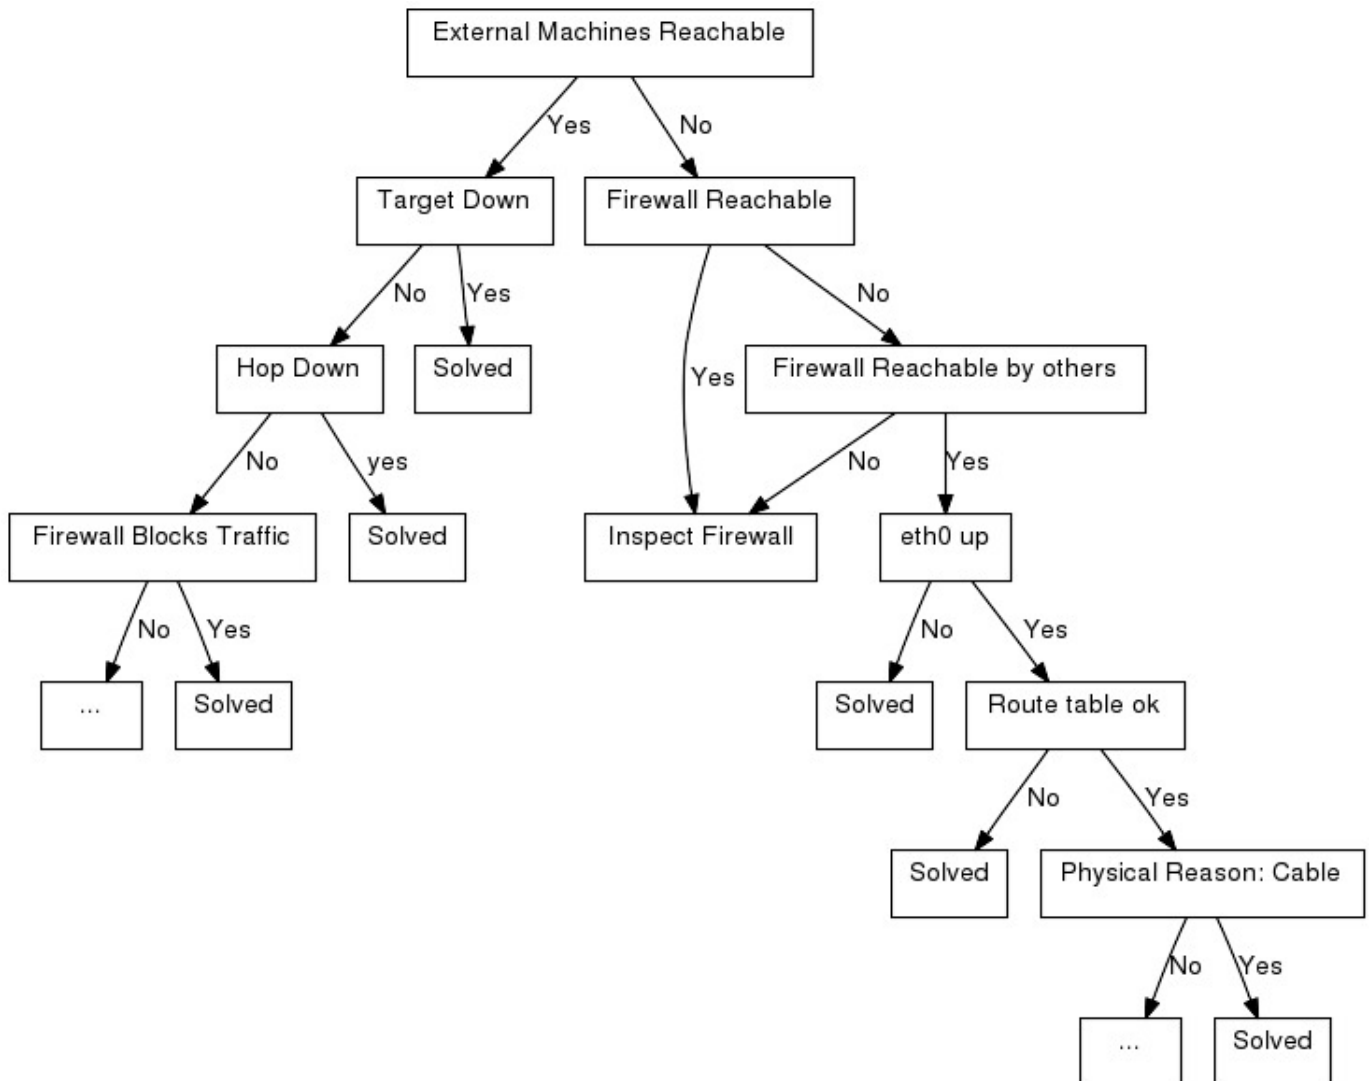 External Machines Reachable
Yes
No
Target Down
Firewall Reachable
No
Yes
No
Hop Down
Solved
Yes
Firewall Reachable by others
No
yes
No
Yes
Firewall Blocks Traffic
Solved
Inspect Firewall
eth0 up
No
Yes
No
Yes
...
Solved
Solved
Route table ok
No
Yes
Solved
Physical Reason: Cable
No
Yes
...
Solved